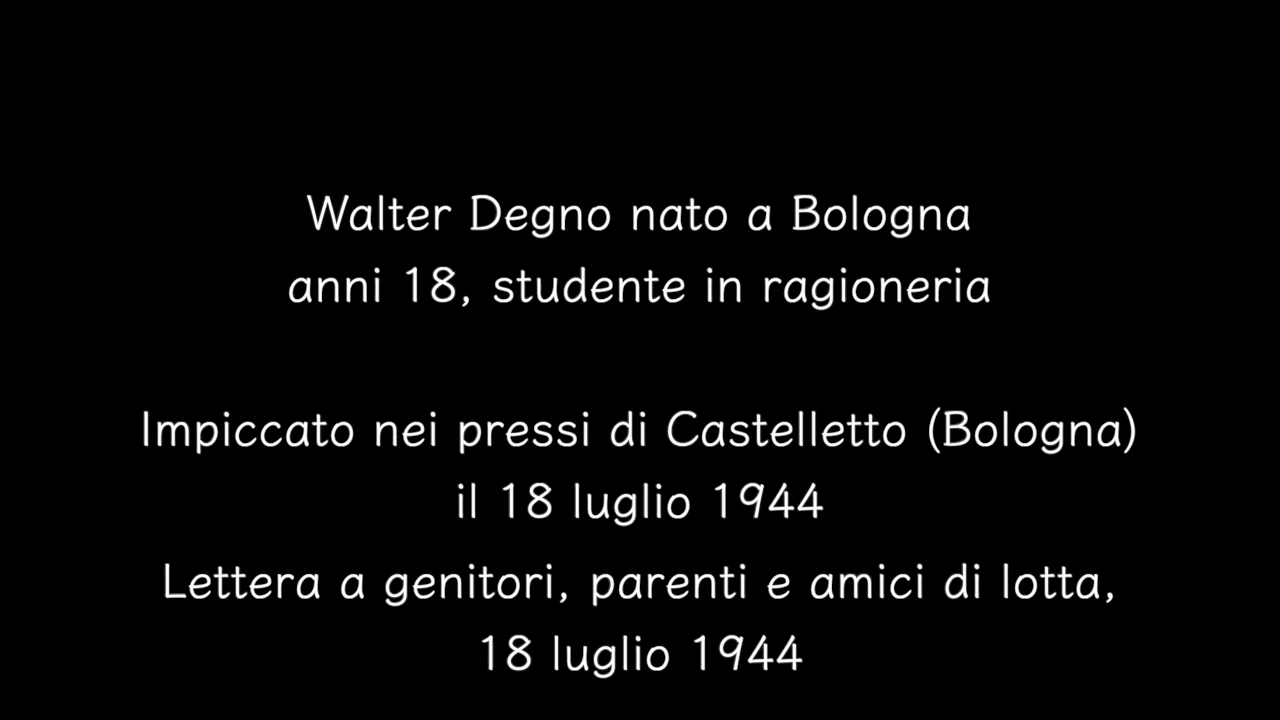 Walter Degno nato a Bologna
anni 18, studente in ragioneria
Impiccato nei pressi di Castelletto (Bologna)
il 18 luglio 1944
Lettera a genitori, parenti e amici di lotta,
18 luglio 1944